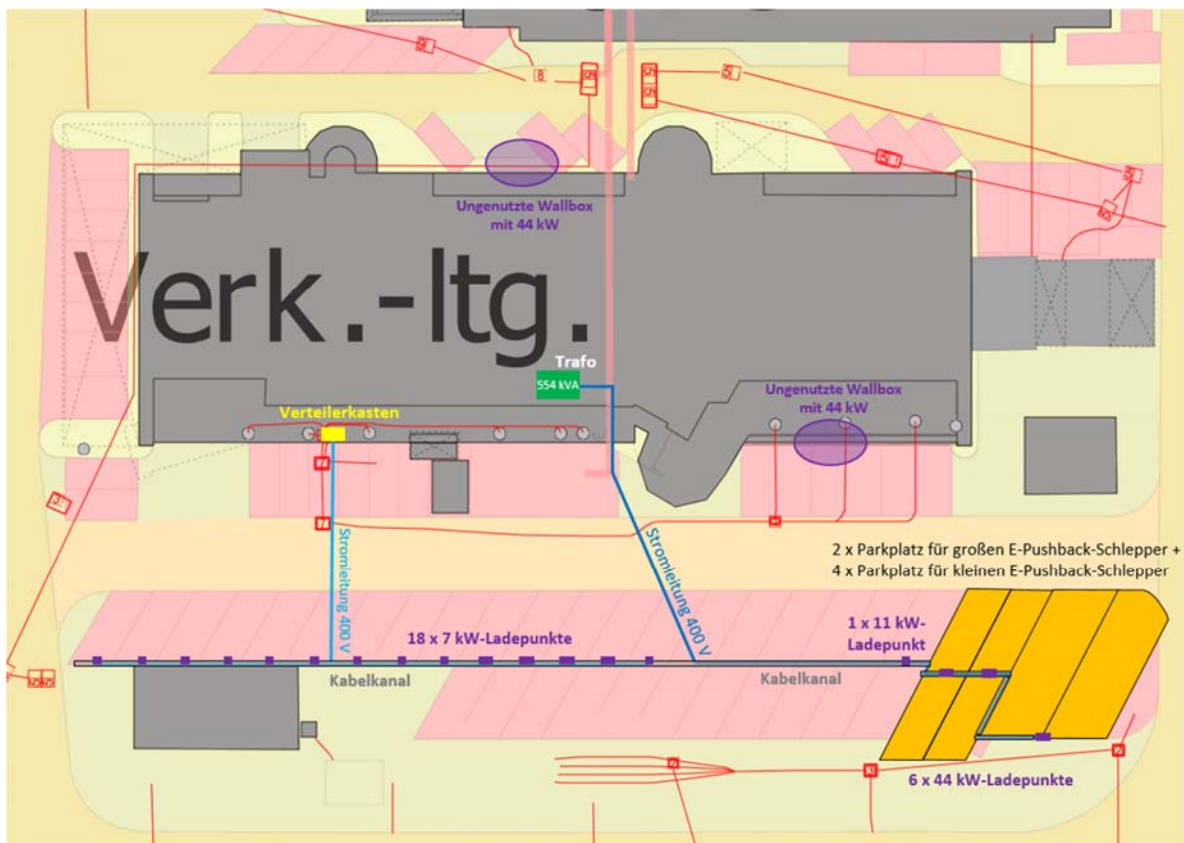 8
Ungenutzte Wallbox
mit 44 kW
Verk.-ltg.
Trafo
554 kVA
Ungenutzte Wallbox
mit 44 kW
Verteilerkasten
Stromleitung 400 V
Stromleitung 400 V
2 x Parkplatz für großen E-Pushback-Schlepper +
4 x Parkplatz für kleinen E-Pushback-Schlepper
18 x 7 kW-Ladepunkte
1 x 11 kW-
Ladepunkt
Kabelkanal
Kabelkanal
6 x 44 kW-Ladepunkte